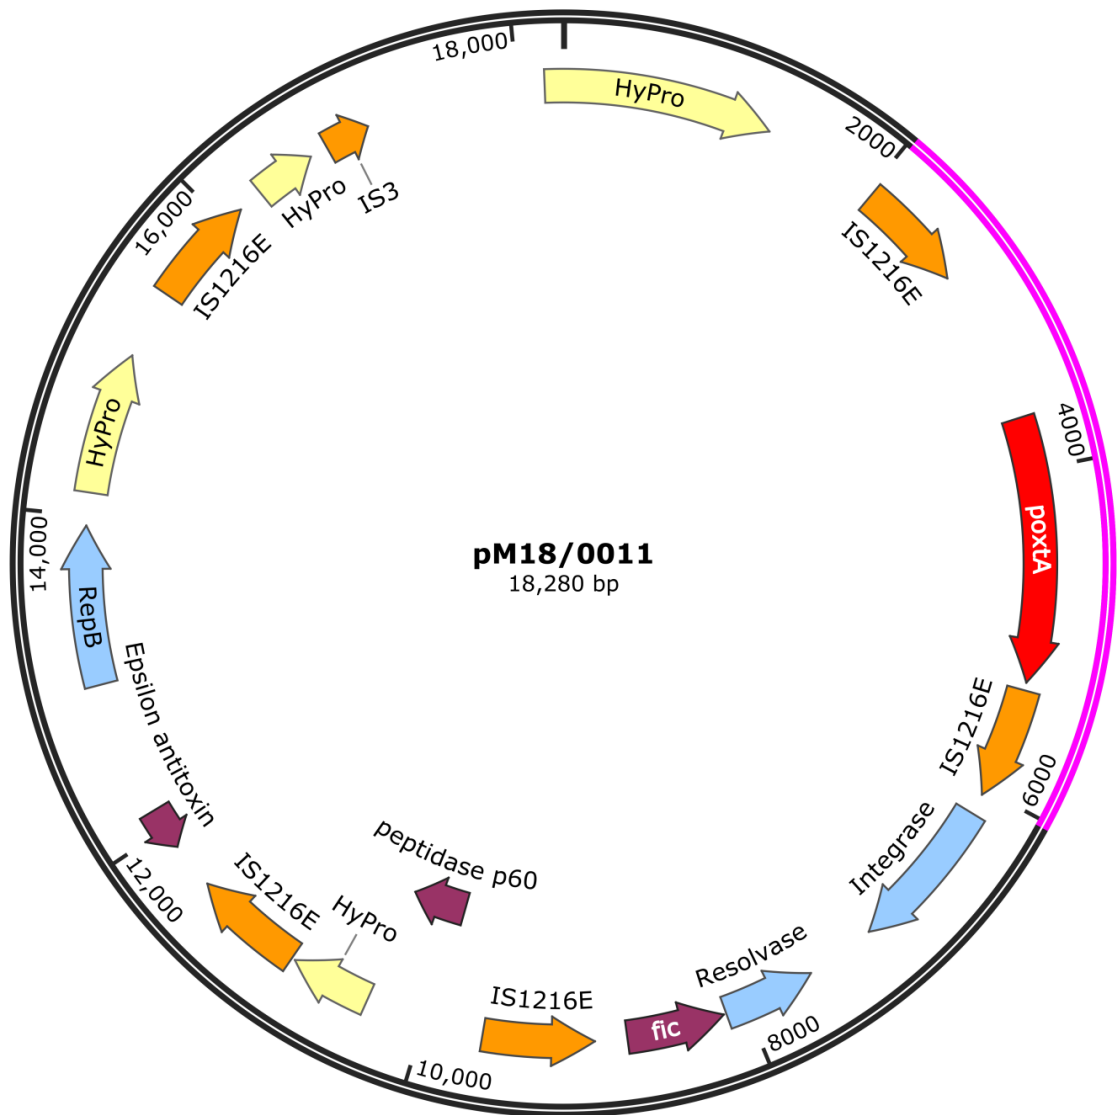 18,000
HyPro
2000
IS1216E
4000
poxtA
IS1216E
6000
Integrase
Resolvase
8000
fic
IS1216E
10,000
peptidase p60
HyPro
IS1216E
12,000
Epsilon antitoxin
RepB
14,000
HyPro
IS1216E
16,000
HyPro
IS3
pM18/0011
18,280 bp